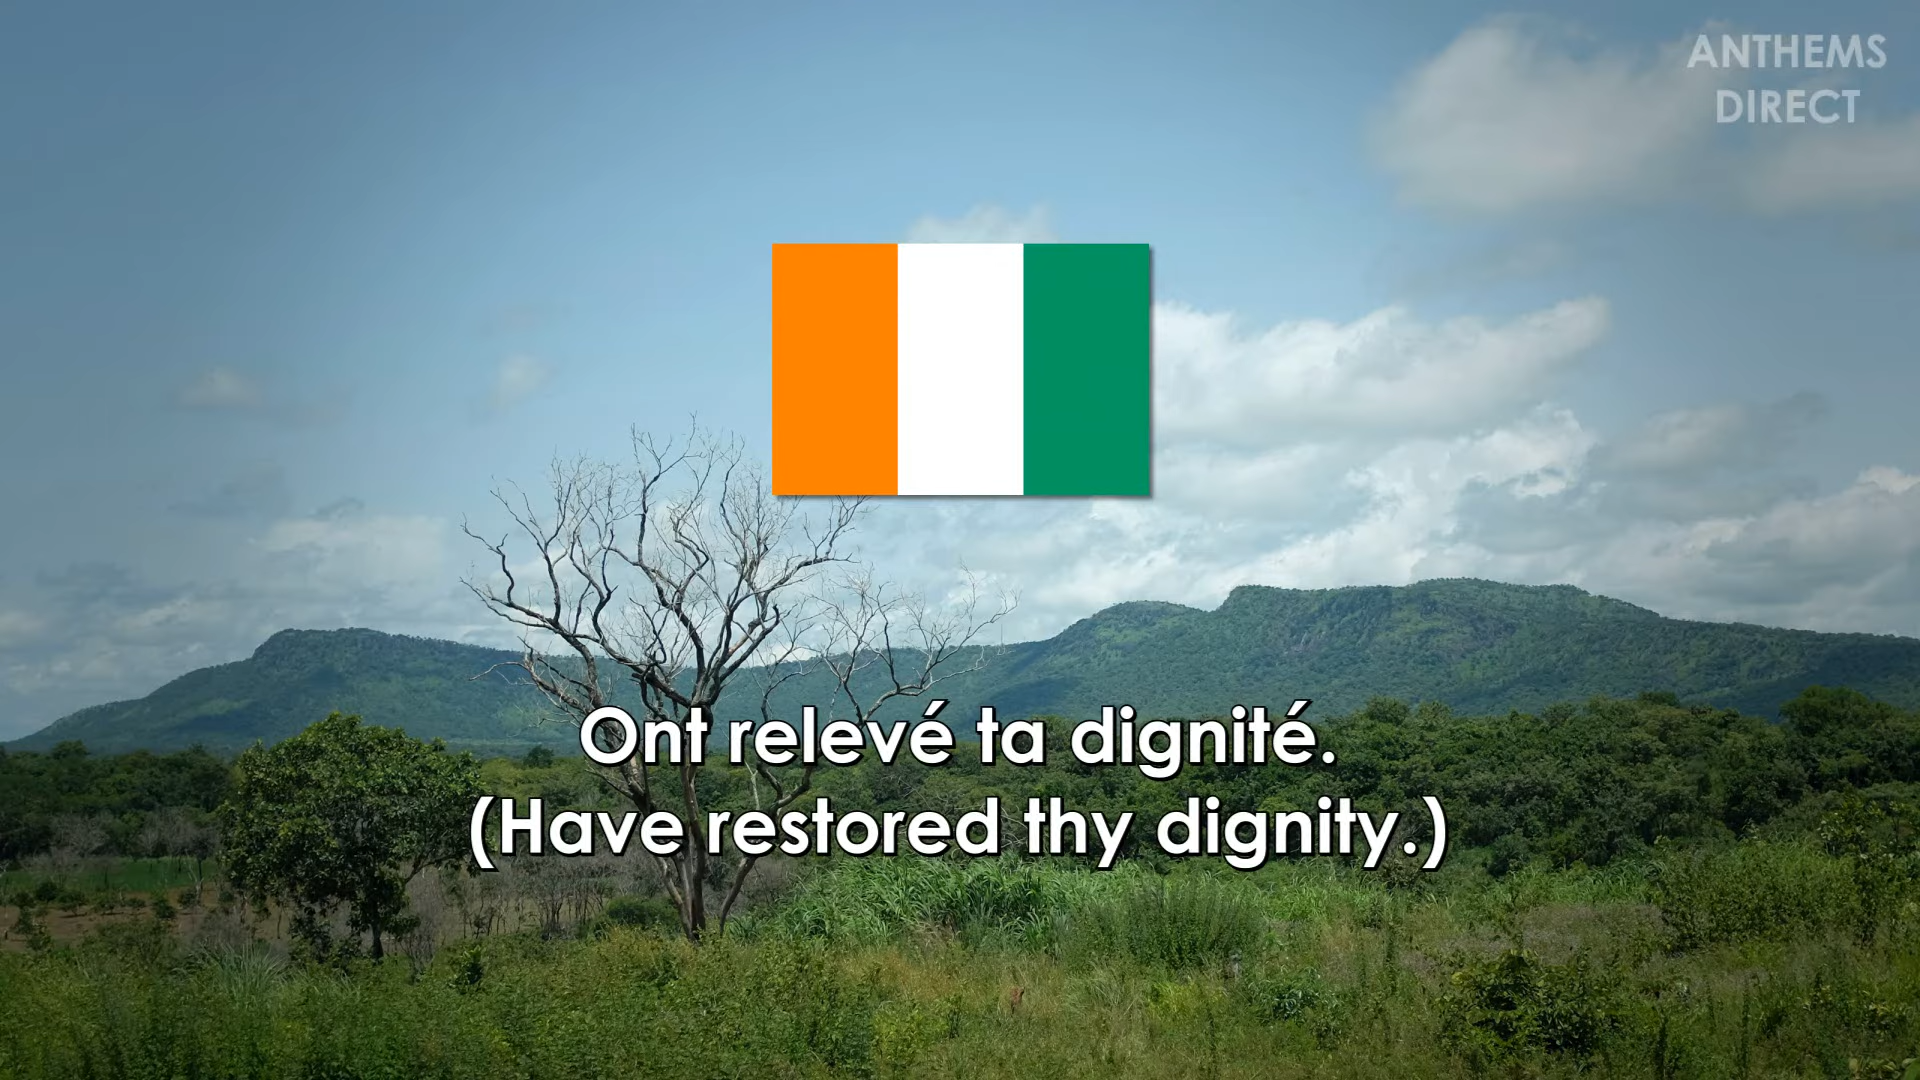 ANTHEMS
DIRECT
Ont relevé ta dignité.
(Have restored thy dignity.)